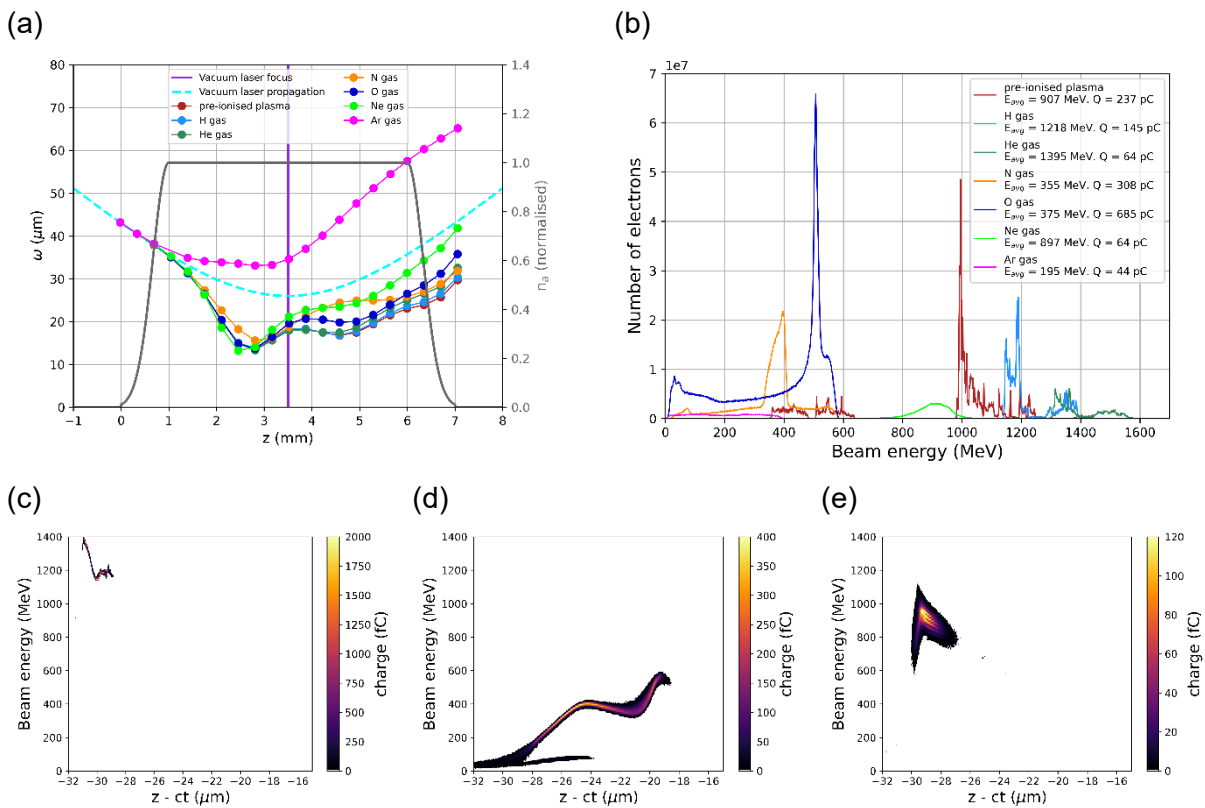 (a)
(b)
80
70
60
50
40
30
20
10
0
ω (μm)
−1
0
1
2
3
4
5
6
7
8
z (mm)
1.4
1.2
1.0
0.8
0.6
0.4
0.2
0.0
n_a (normalised)
Vacuum laser focus
Vacuum laser propagation
pre-ionised plasma
H gas
He gas
N gas
O gas
Ne gas
Ar gas
1e7
7
6
5
4
3
2
1
0
Number of electrons
0
200
400
600
800
1000
1200
1400
1600
Beam energy (MeV)
pre-ionised plasma
E_avg = 907 MeV. Q = 237 pC
H gas
E_avg = 1218 MeV. Q = 145 pC
He gas
E_avg = 1395 MeV. Q = 64 pC
N gas
E_avg = 355 MeV. Q = 308 pC
O gas
E_avg = 375 MeV. Q = 685 pC
Ne gas
E_avg = 897 MeV. Q = 64 pC
Ar gas
E_avg = 195 MeV. Q = 44 pC
(c)
(d)
(e)
1400
1200
1000
800
600
400
200
0
Beam energy (MeV)
−32 −30 −28 −26 −24 −22 −20 −18 −16
z - ct (μm)
2000
1750
1500
1250
1000
750
500
250
0
charge (fC)
1400
1200
1000
800
600
400
200
0
Beam energy (MeV)
−32 −30 −28 −26 −24 −22 −20 −18 −16
z - ct (μm)
400
350
300
250
200
150
100
50
0
charge (fC)
1400
1200
1000
800
600
400
200
0
Beam energy (MeV)
−32 −30 −28 −26 −24 −22 −20 −18 −16
z - ct (μm)
120
100
80
60
40
20
0
charge (fC)